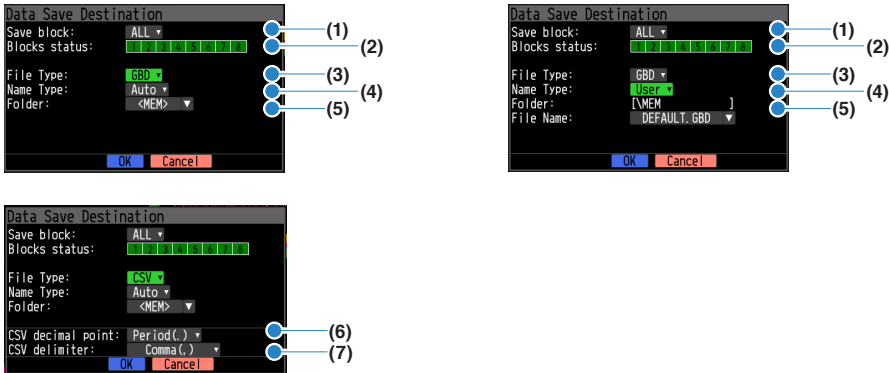 Data Save Destination
Save block: ALL ▾ (1)
Blocks status: 1 2 3 4 5 6 7 8 (2)
File Type: GBD ▾ (3)
Name Type: Auto ▾ (4)
Folder: <MEM> ▼ (5)
OK Cancel
Data Save Destination
Save block: ALL ▾ (1)
Blocks status: 1 2 3 4 5 6 7 8 (2)
File Type: GBD ▾ (3)
Name Type: User ▾ (4)
Folder: [\MEM ] (5)
File Name: DEFAULT.GBD ▼
OK Cancel
Data Save Destination
Save block: ALL ▾
Blocks status: 1 2 3 4 5 6 7 8
File Type: CSV ▾
Name Type: Auto ▾
Folder: <MEM> ▼
CSV decimal point: Period(.) ▾ (6)
CSV delimiter: Comma(,) ▾ (7)
OK Cancel